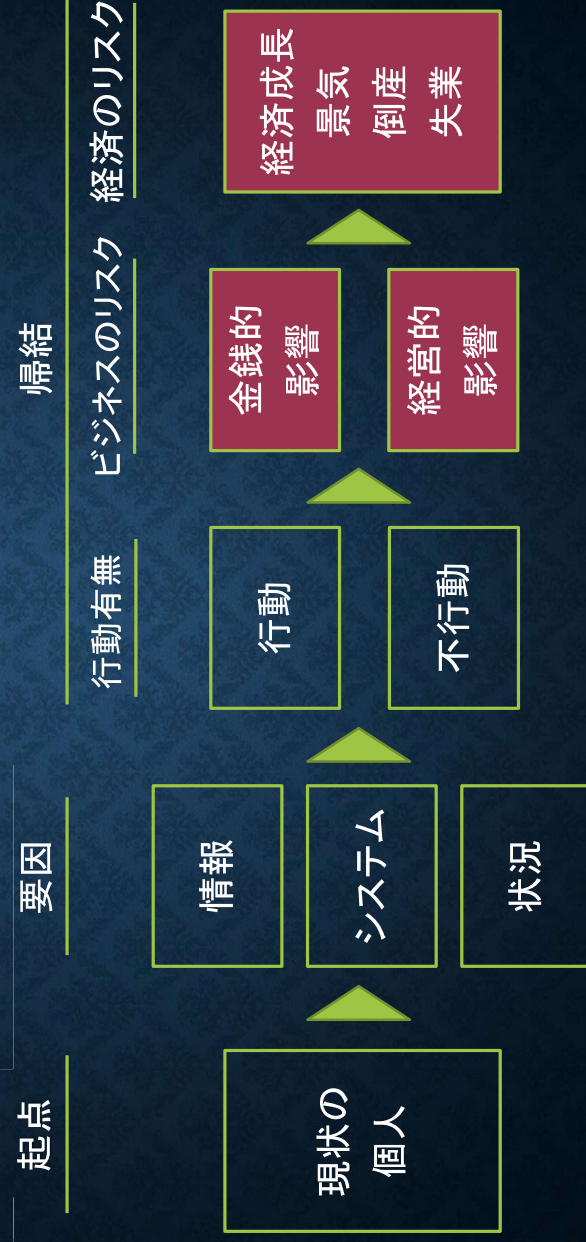 起点
要因
帰結
行動有無
ビジネスのリスク
経済のリスク
現状の
個人
情報
システム
状況
行動
不行動
金銭的
影響
経営的
影響
経済成長
景気
倒産
失業